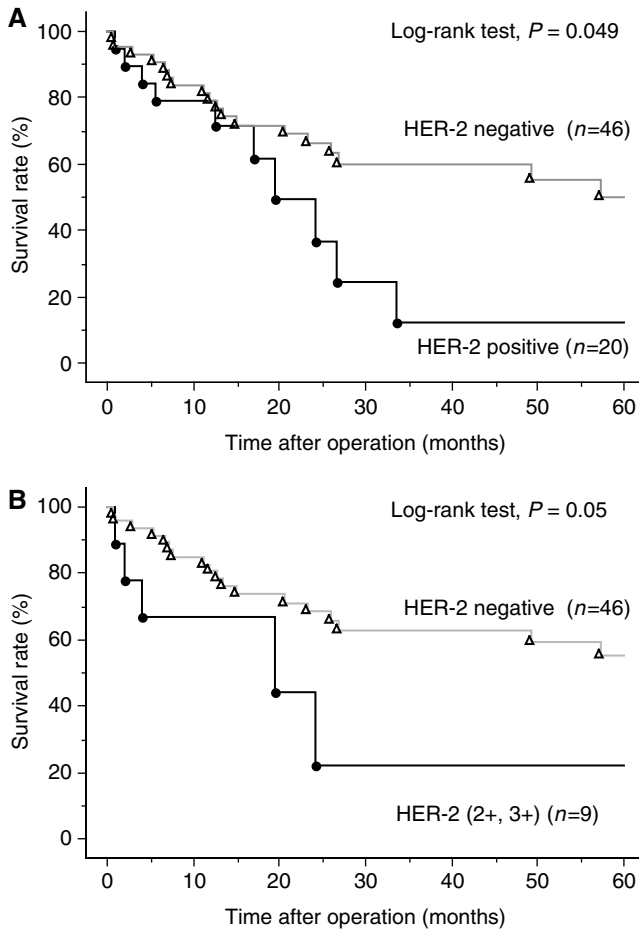 A
Log-rank test, P = 0.049
HER-2 negative (n=46)
HER-2 positive (n=20)
Survival rate (%)
100
80
60
40
20
0
0 10 20 30 40 50 60
Time after operation (months)
B
Log-rank test, P = 0.05
HER-2 negative (n=46)
HER-2 (2+, 3+) (n=9)
Survival rate (%)
100
80
60
40
20
0
0 10 20 30 40 50 60
Time after operation (months)